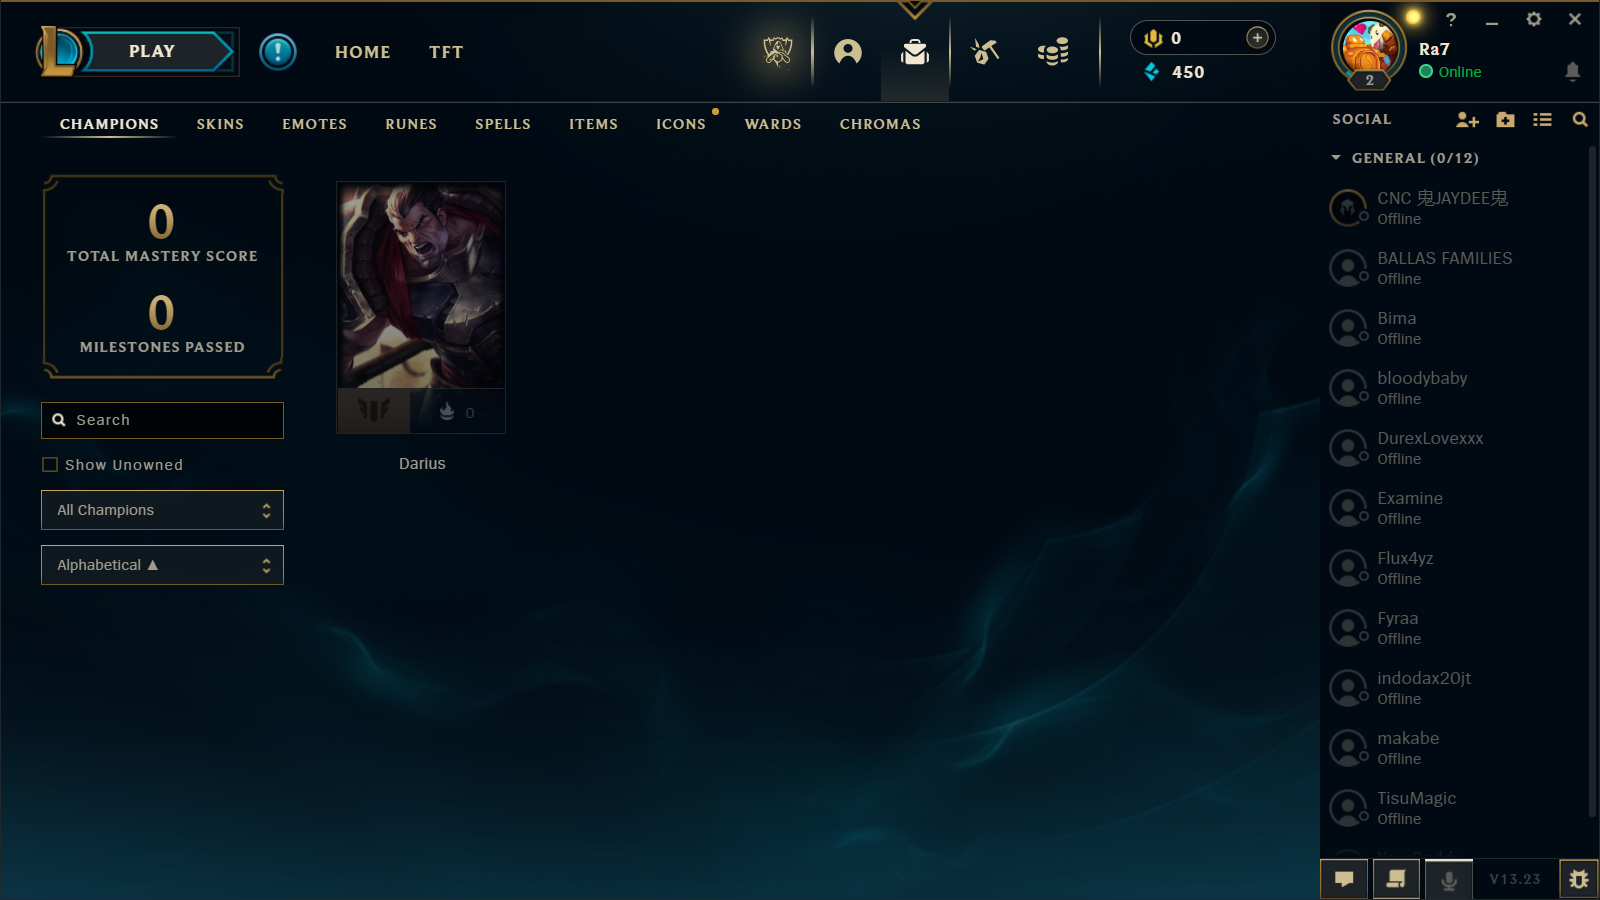 PLAY
HOME
TFT
0
450
?
Ra7
Online
2
CHAMPIONS
SKINS
EMOTES
RUNES
SPELLS
ITEMS
ICONS
WARDS
CHROMAS
SOCIAL
0
TOTAL MASTERY SCORE
0
MILESTONES PASSED
Search
Show Unowned
All Champions
Alphabetical ▲
0
Darius
GENERAL (0/12)
CNC 鬼JAYDEE鬼
Offline
BALLAS FAMILIES
Offline
Bima
Offline
bloodybaby
Offline
DurexLovexxx
Offline
Examine
Offline
Flux4yz
Offline
Fyraa
Offline
indodax20jt
Offline
makabe
Offline
TisuMagic
Offline
V13.23